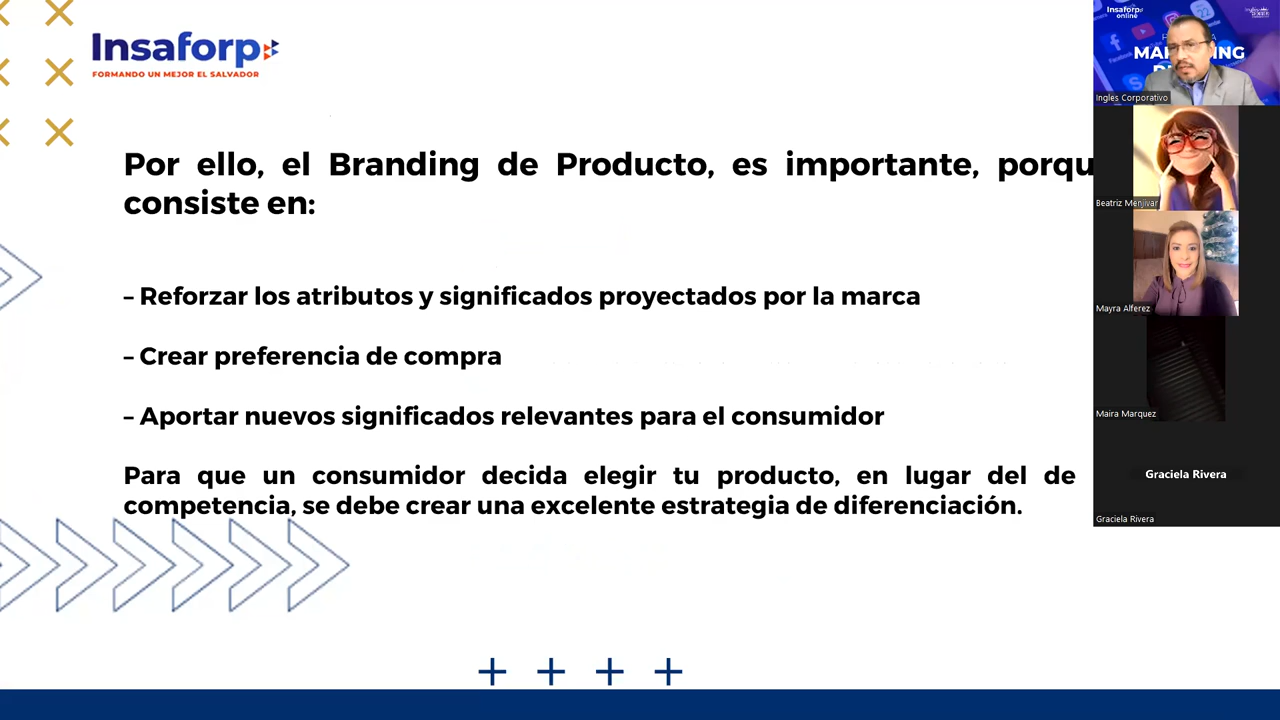 Insaforp
FORMANDO UN MEJOR EL SALVADOR
Por ello, el Branding de Producto, es importante, porqu
consiste en:
– Reforzar los atributos y significados proyectados por la marca
– Crear preferencia de compra
– Aportar nuevos significados relevantes para el consumidor
Para que un consumidor decida elegir tu producto, en lugar del de
competencia, se debe crear una excelente estrategia de diferenciación.
Insaforp
online
Ingles Corporativo
Beatriz Menjivar
Mayra Alferez
Maira Marquez
Graciela Rivera
Graciela Rivera